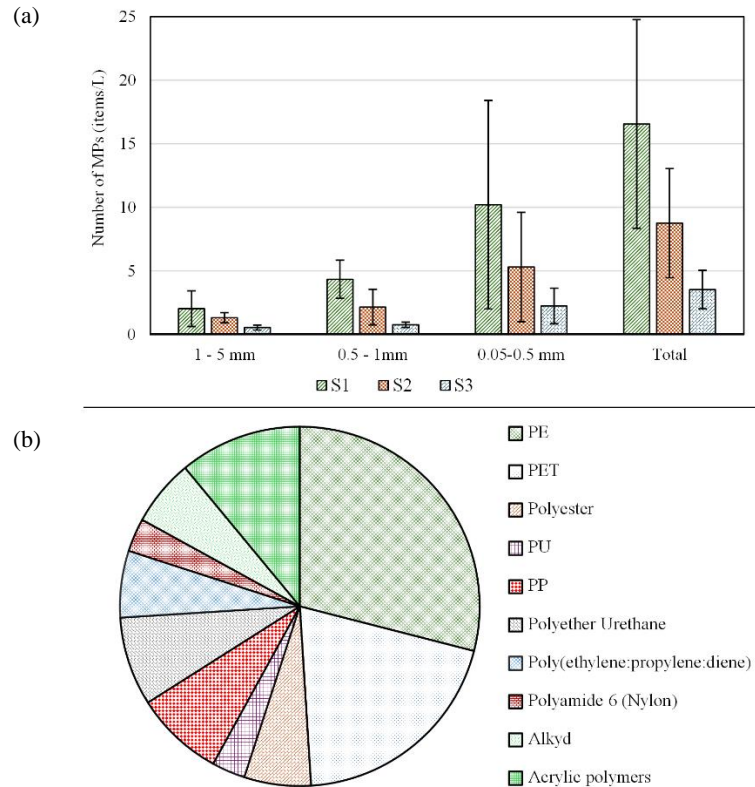 (a)
25
20
15
10
5
0
Number of MPs (items/L)
1 - 5 mm 0.5 - 1mm 0.05-0.5 mm Total
S1 S2 S3
(b)
PE
PET
Polyester
PU
PP
Polyether Urethane
Poly(ethylene:propylene:diene)
Polyamide 6 (Nylon)
Alkyd
Acrylic polymers